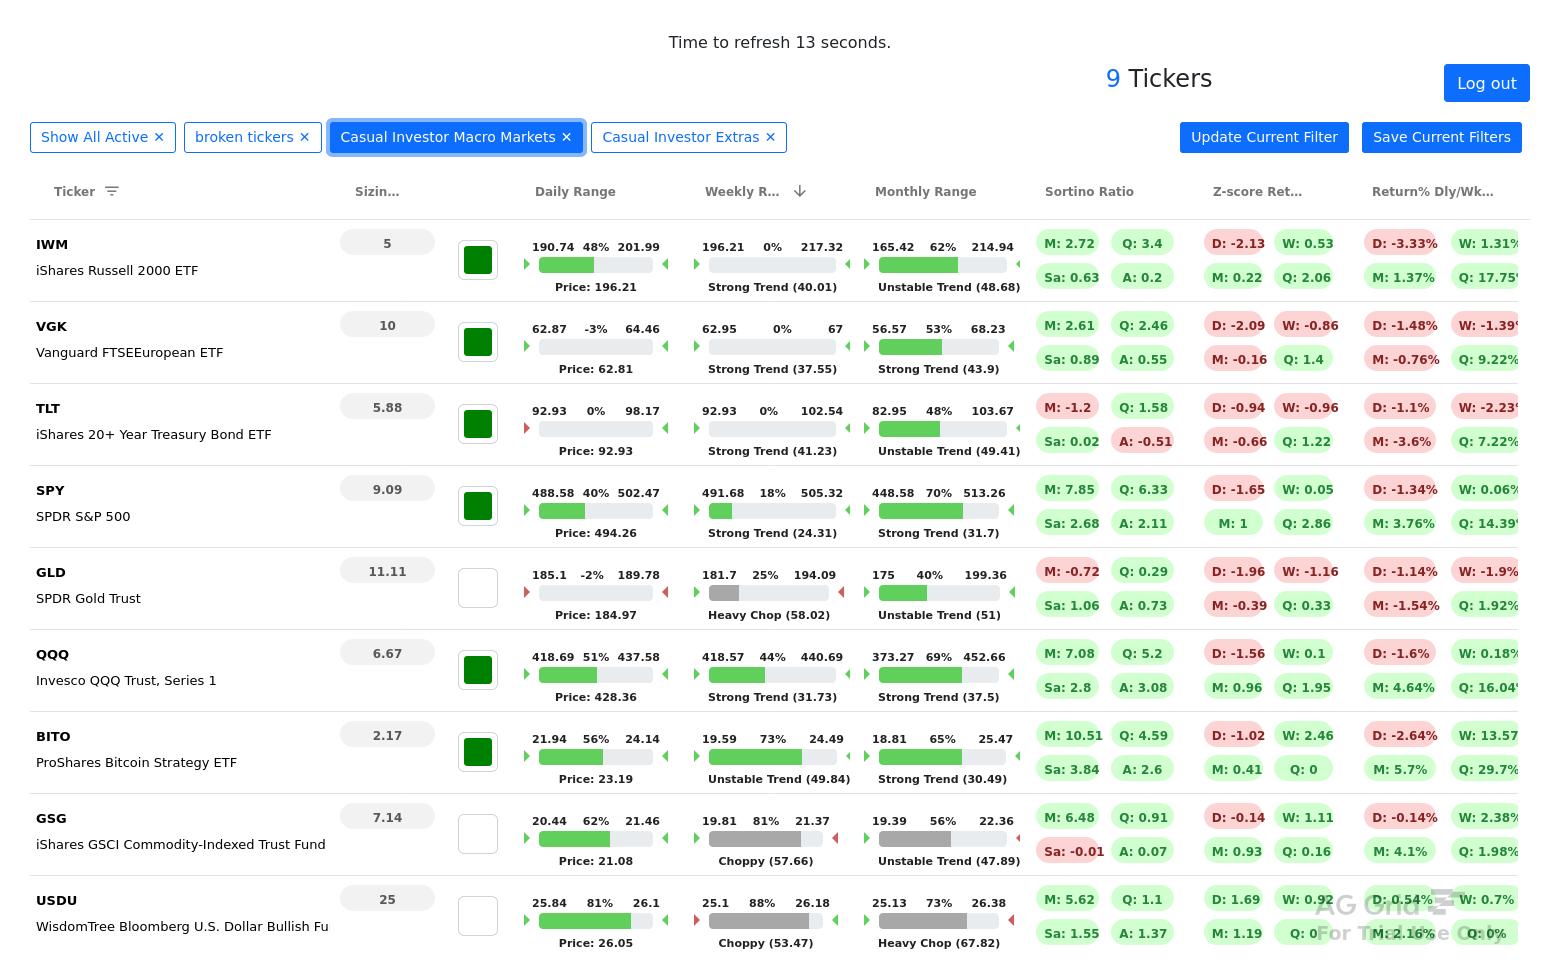 Time to refresh 13 seconds.
9 Tickers
Log out
Show All Active ✕ broken tickers ✕ Casual Investor Macro Markets ✕ Casual Investor Extras ✕ Update Current Filter Save Current Filters
Ticker Sizin... Daily Range Weekly R... Monthly Range Sortino Ratio Z-score Ret... Return% Dly/Wk...
IWM 5 190.74 48% 201.99 196.21 0% 217.32 165.42 62% 214.94 M: 2.72 Q: 3.4 D: -2.13 W: 0.53 D: -3.33% W: 1.31%
iShares Russell 2000 ETF Price: 196.21 Strong Trend (40.01) Unstable Trend (48.68) Sa: 0.63 A: 0.2 M: 0.22 Q: 2.06 M: 1.37% Q: 17.75%
VGK 10 62.87 -3% 64.46 62.95 0% 67 56.57 53% 68.23 M: 2.61 Q: 2.46 D: -2.09 W: -0.86 D: -1.48% W: -1.39%
Vanguard FTSEEuropean ETF Price: 62.81 Strong Trend (37.55) Strong Trend (43.9) Sa: 0.89 A: 0.55 M: -0.16 Q: 1.4 M: -0.76% Q: 9.22%
TLT 5.88 92.93 0% 98.17 92.93 0% 102.54 82.95 48% 103.67 M: -1.2 Q: 1.58 D: -0.94 W: -0.96 D: -1.1% W: -2.23%
iShares 20+ Year Treasury Bond ETF Price: 92.93 Strong Trend (41.23) Unstable Trend (49.41) Sa: 0.02 A: -0.51 M: -0.66 Q: 1.22 M: -3.6% Q: 7.22%
SPY 9.09 488.58 40% 502.47 491.68 18% 505.32 448.58 70% 513.26 M: 7.85 Q: 6.33 D: -1.65 W: 0.05 D: -1.34% W: 0.06%
SPDR S&P 500 Price: 494.26 Strong Trend (24.31) Strong Trend (31.7) Sa: 2.68 A: 2.11 M: 1 Q: 2.86 M: 3.76% Q: 14.39%
GLD 11.11 185.1 -2% 189.78 181.7 25% 194.09 175 40% 199.36 M: -0.72 Q: 0.29 D: -1.96 W: -1.16 D: -1.14% W: -1.9%
SPDR Gold Trust Price: 184.97 Heavy Chop (58.02) Unstable Trend (51) Sa: 1.06 A: 0.73 M: -0.39 Q: 0.33 M: -1.54% Q: 1.92%
QQQ 6.67 418.69 51% 437.58 418.57 44% 440.69 373.27 69% 452.66 M: 7.08 Q: 5.2 D: -1.56 W: 0.1 D: -1.6% W: 0.18%
Invesco QQQ Trust, Series 1 Price: 428.36 Strong Trend (31.73) Strong Trend (37.5) Sa: 2.8 A: 3.08 M: 0.96 Q: 1.95 M: 4.64% Q: 16.04%
BITO 2.17 21.94 56% 24.14 19.59 73% 24.49 18.81 65% 25.47 M: 10.51 Q: 4.59 D: -1.02 W: 2.46 D: -2.64% W: 13.57
ProShares Bitcoin Strategy ETF Price: 23.19 Unstable Trend (49.84) Strong Trend (30.49) Sa: 3.84 A: 2.6 M: 0.41 Q: 0 M: 5.7% Q: 29.7%
GSG 7.14 20.44 62% 21.46 19.81 81% 21.37 19.39 56% 22.36 M: 6.48 Q: 0.91 D: -0.14 W: 1.11 D: -0.14% W: 2.38%
iShares GSCI Commodity-Indexed Trust Fund Price: 21.08 Choppy (57.66) Unstable Trend (47.89) Sa: -0.01 A: 0.07 M: 0.93 Q: 0.16 M: 4.1% Q: 1.98%
USDU 25 25.84 81% 26.1 25.1 88% 26.18 25.13 73% 26.38 M: 5.62 Q: 1.1 D: 1.69 W: 0.92 D: 0.54% W: 0.7%
WisdomTree Bloomberg U.S. Dollar Bullish Fu Price: 26.05 Choppy (53.47) Heavy Chop (67.82) Sa: 1.55 A: 1.37 M: 1.19 Q: 0 M: 2.16% Q: 0%
AG Grid
For Trial Use Only